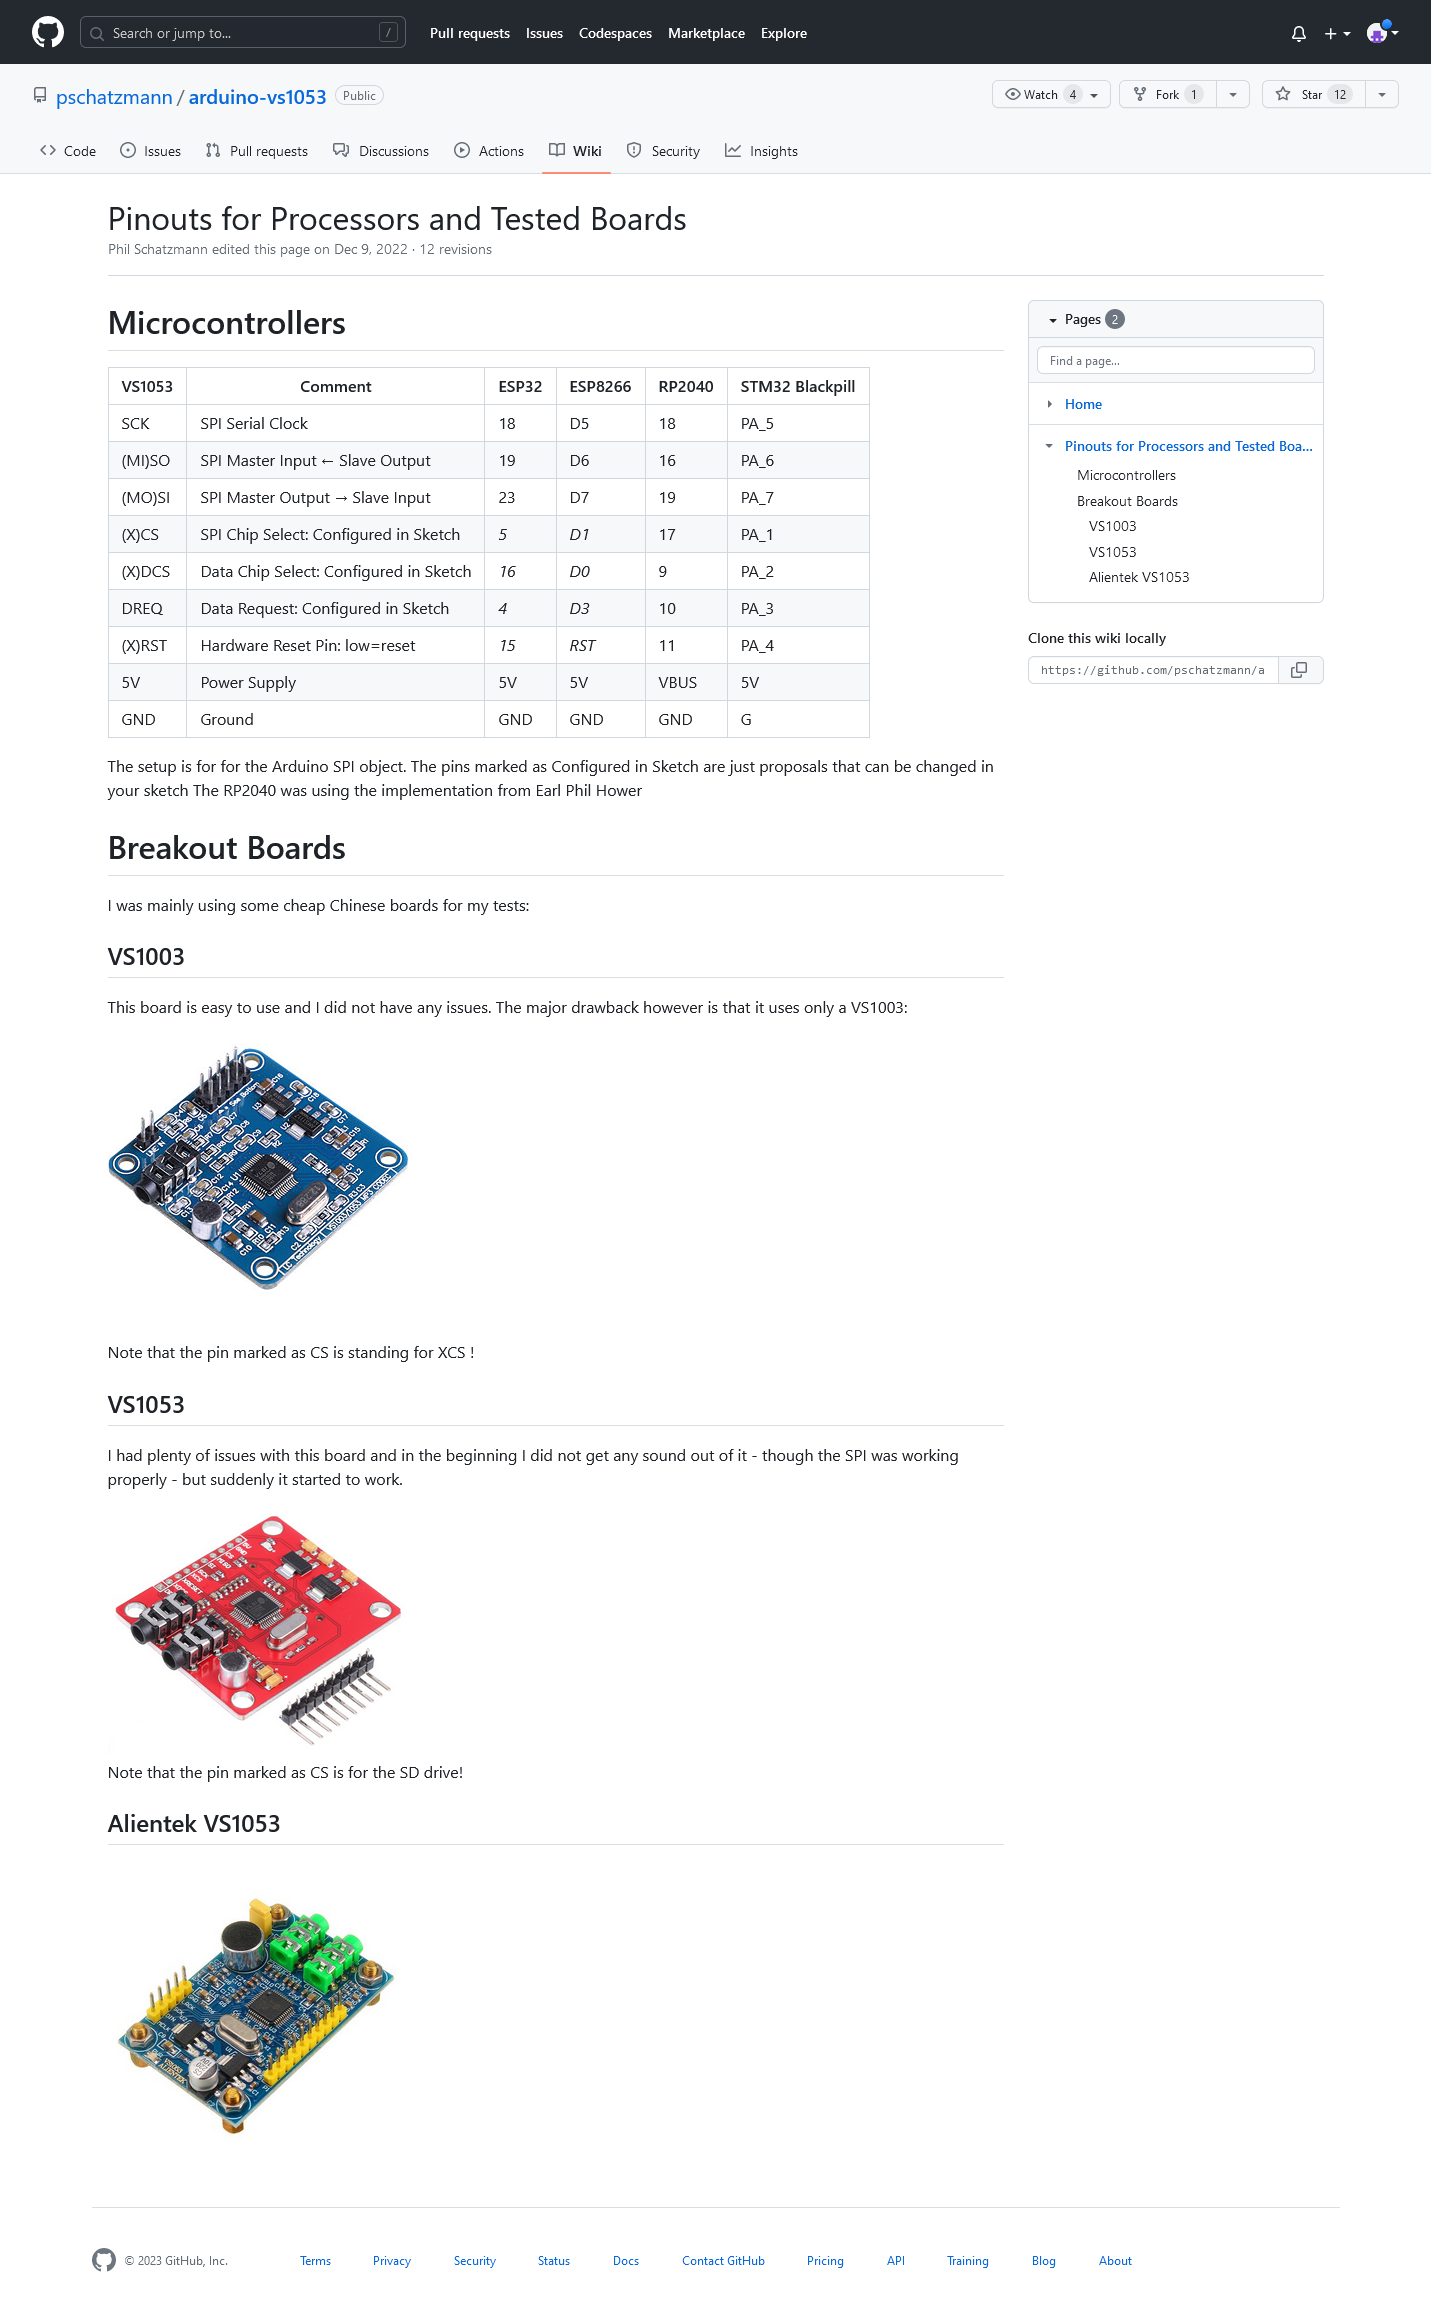 Search or jump to... /
Pull requests Issues Codespaces Marketplace Explore
pschatzmann / arduino-vs1053 Public
Watch 4 Fork 1 Star 12
Code Issues Pull requests Discussions Actions Wiki Security Insights
Pinouts for Processors and Tested Boards
Phil Schatzmann edited this page on Dec 9, 2022 · 12 revisions
Microcontrollers
VS1053 Comment ESP32 ESP8266 RP2040 STM32 Blackpill
SCK SPI Serial Clock 18 D5 18 PA_5
(MI)SO SPI Master Input ← Slave Output 19 D6 16 PA_6
(MO)SI SPI Master Output → Slave Input 23 D7 19 PA_7
(X)CS SPI Chip Select: Configured in Sketch 5 D1 17 PA_1
(X)DCS Data Chip Select: Configured in Sketch 16 D0 9 PA_2
DREQ Data Request: Configured in Sketch 4 D3 10 PA_3
(X)RST Hardware Reset Pin: low=reset 15 RST 11 PA_4
5V Power Supply 5V 5V VBUS 5V
GND Ground GND GND GND G
The setup is for for the Arduino SPI object. The pins marked as Configured in Sketch are just proposals that can be changed in
your sketch The RP2040 was using the implementation from Earl Phil Hower
Breakout Boards
I was mainly using some cheap Chinese boards for my tests:
VS1003
This board is easy to use and I did not have any issues. The major drawback however is that it uses only a VS1003:
LC Technology VS1003/1053 MP3 CODEC
Note that the pin marked as CS is standing for XCS !
VS1053
I had plenty of issues with this board and in the beginning I did not get any sound out of it - though the SPI was working
properly - but suddenly it started to work.
Note that the pin marked as CS is for the SD drive!
Alientek VS1053
VS1053
ALIENTEK
Pages 2
Find a page...
Home
Pinouts for Processors and Tested Boa...
Microcontrollers
Breakout Boards
VS1003
VS1053
Alientek VS1053
Clone this wiki locally
https://github.com/pschatzmann/a
© 2023 GitHub, Inc. Terms Privacy Security Status Docs Contact GitHub Pricing API Training Blog About